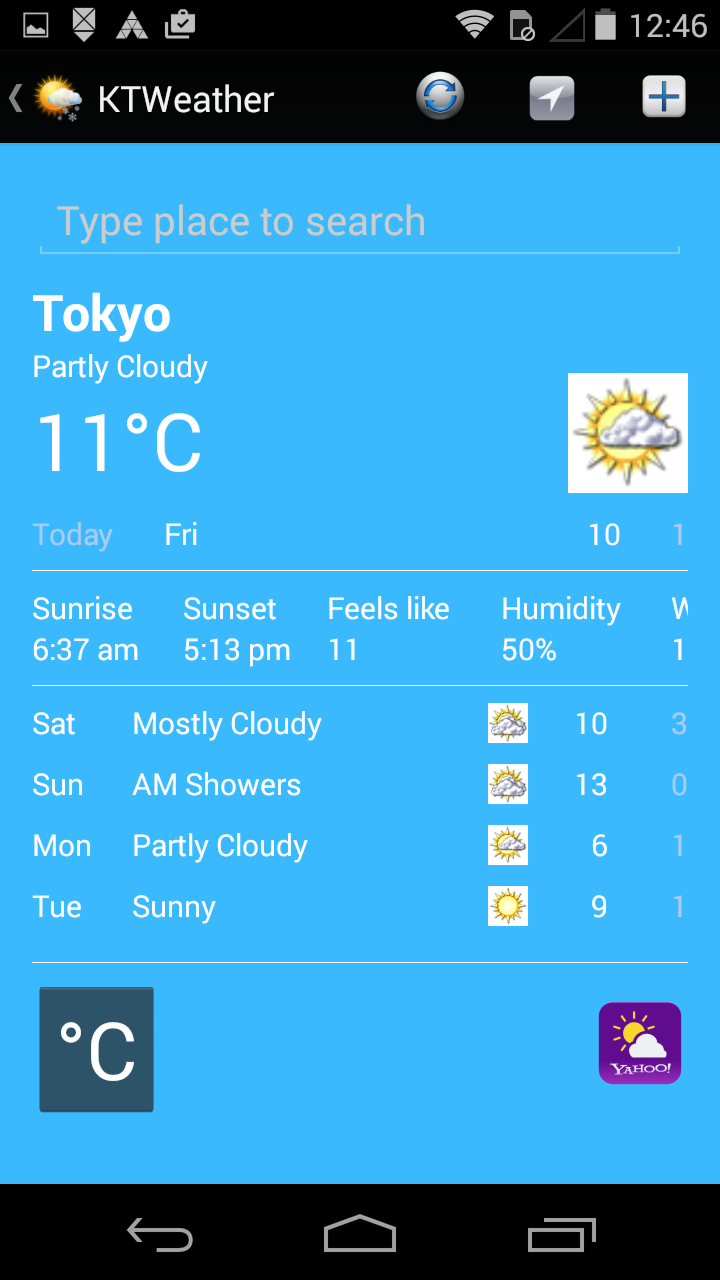 12:46
KTWeather
Type place to search
Tokyo
Partly Cloudy
11°C
Today Fri 10 1
Sunrise Sunset Feels like Humidity
6:37 am 5:13 pm 11 50% 1
Sat Mostly Cloudy 10 3
Sun AM Showers 13 0
Mon Partly Cloudy 6 1
Tue Sunny 9 1
°C
YAHOO!